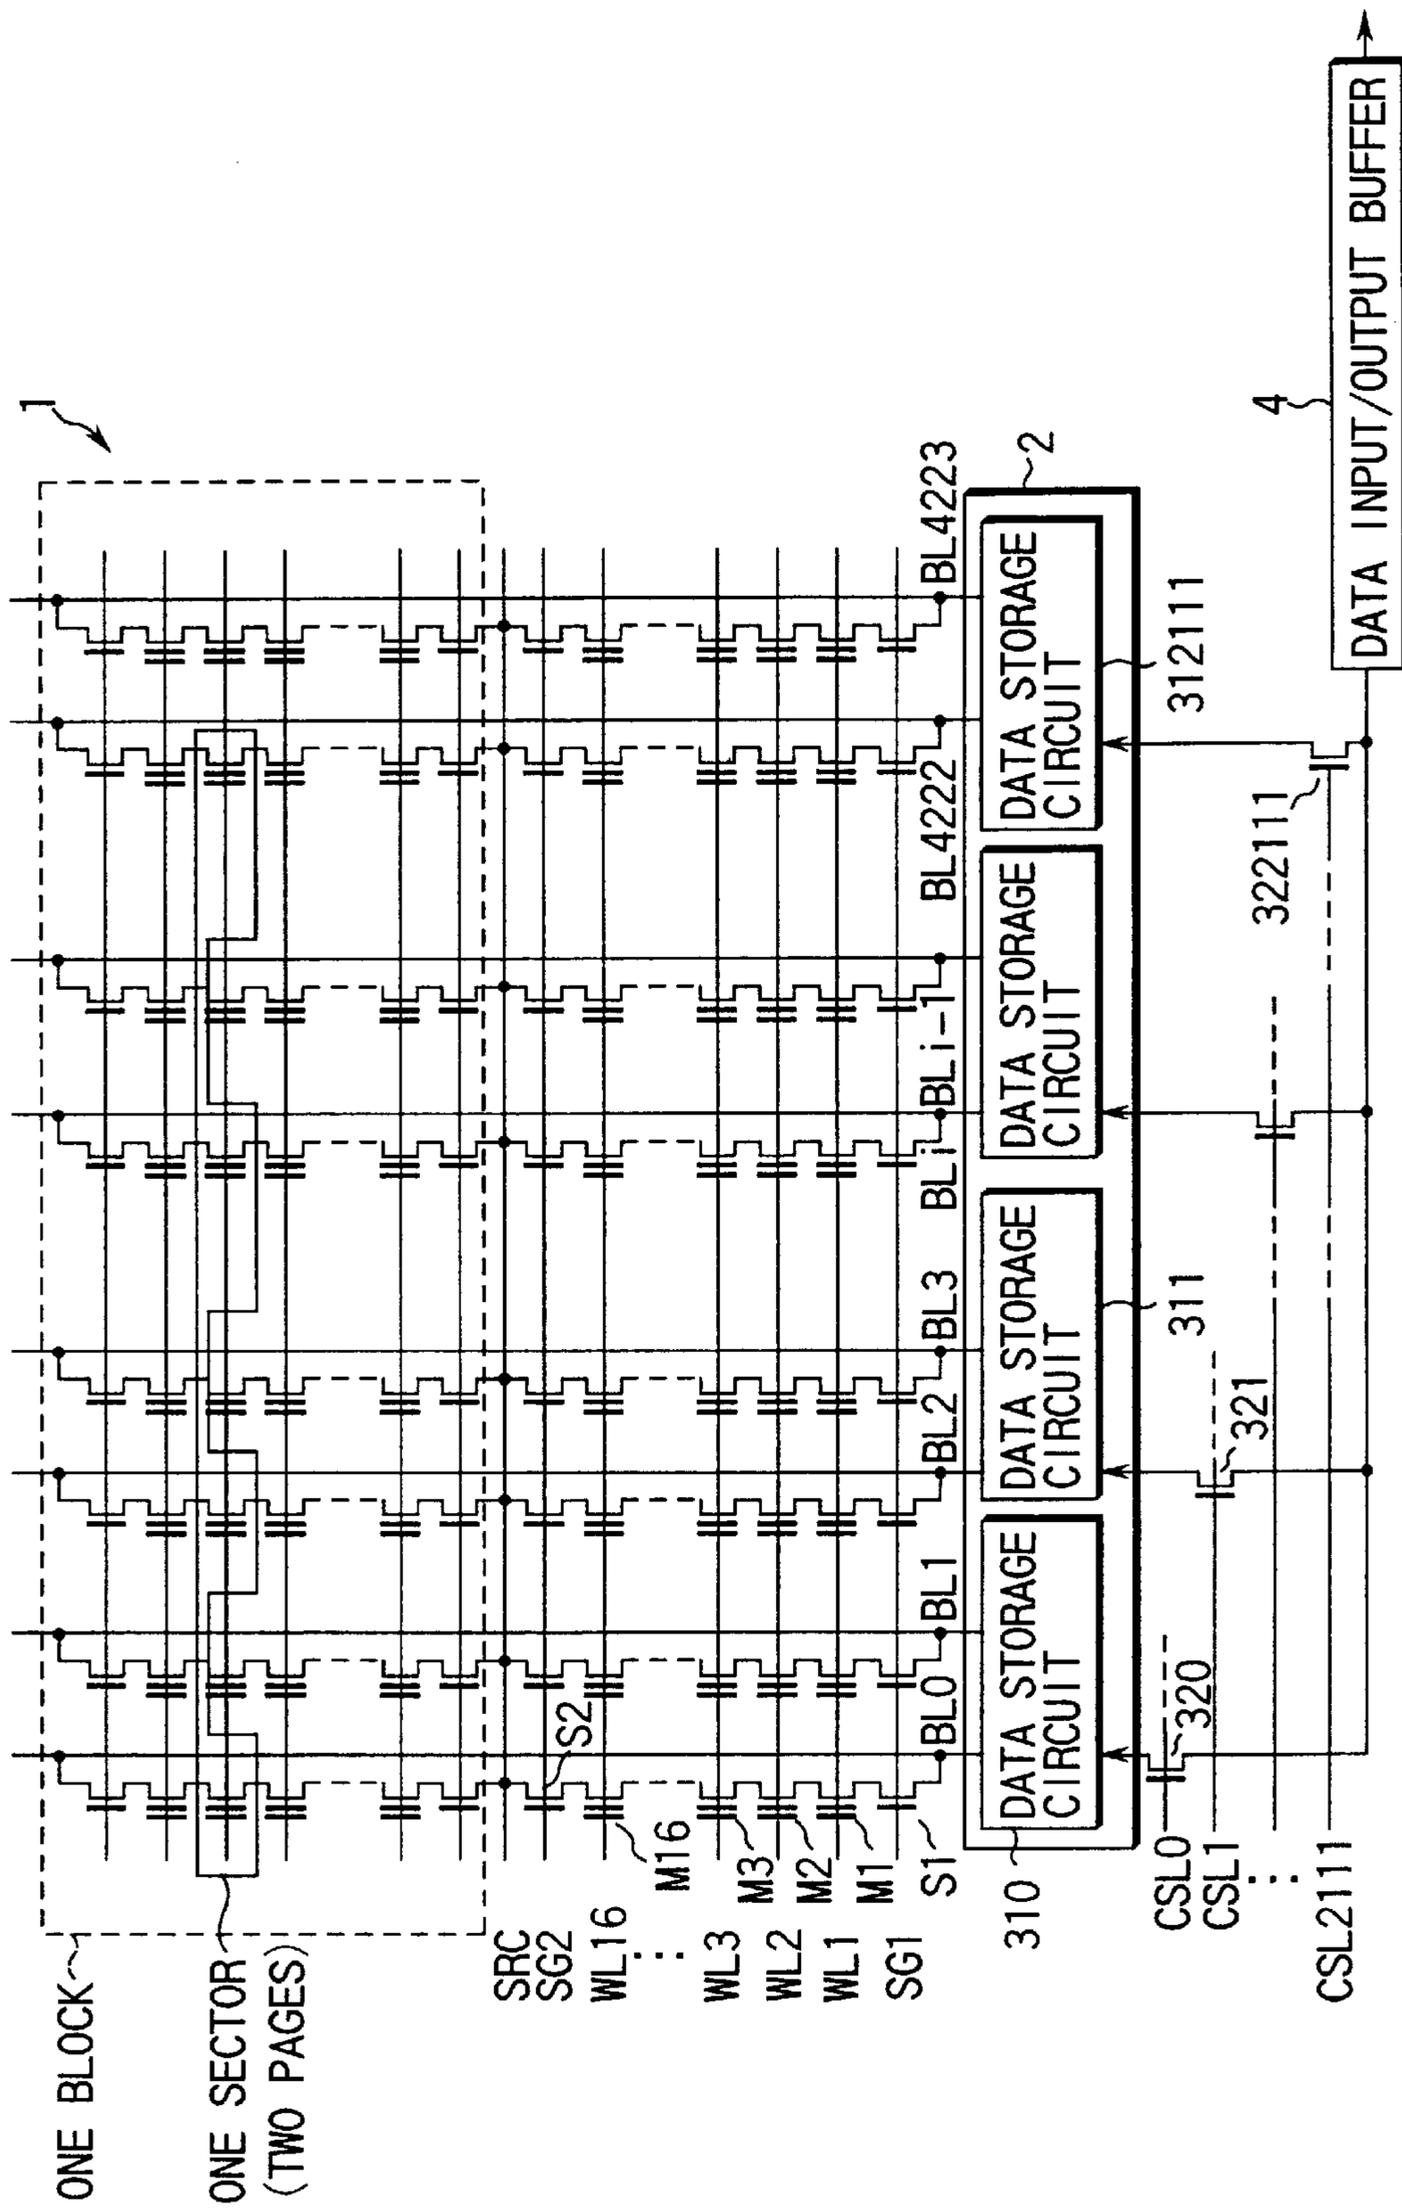 1
ONE BLOCK
ONE SECTOR
(TWO PAGES)
SRC
SG2
WL16
⋮
WL3
WL2
WL1
SG1
S2
M16
M3
M2
M1
S1
BL0
BL1
BL2
BL3
BLi
BLi-1
BL4222
BL4223
2
310
DATA STORAGE
CIRCUIT
DATA STORAGE
CIRCUIT
311
DATA STORAGE
CIRCUIT
DATA STORAGE
CIRCUIT
312111
CSL0
CSL1
⋮
CSL2111
320
321
322111
4
DATA INPUT/OUTPUT BUFFER